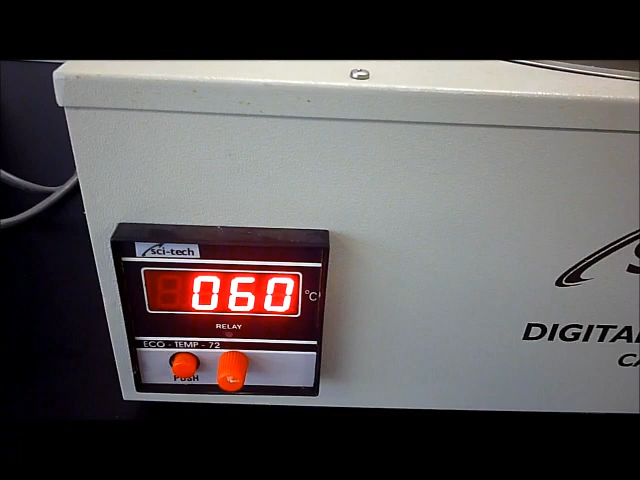 sci-tech
060
°C
RELAY
ECO - TEMP - 72
PUSH
DIGITA
CA